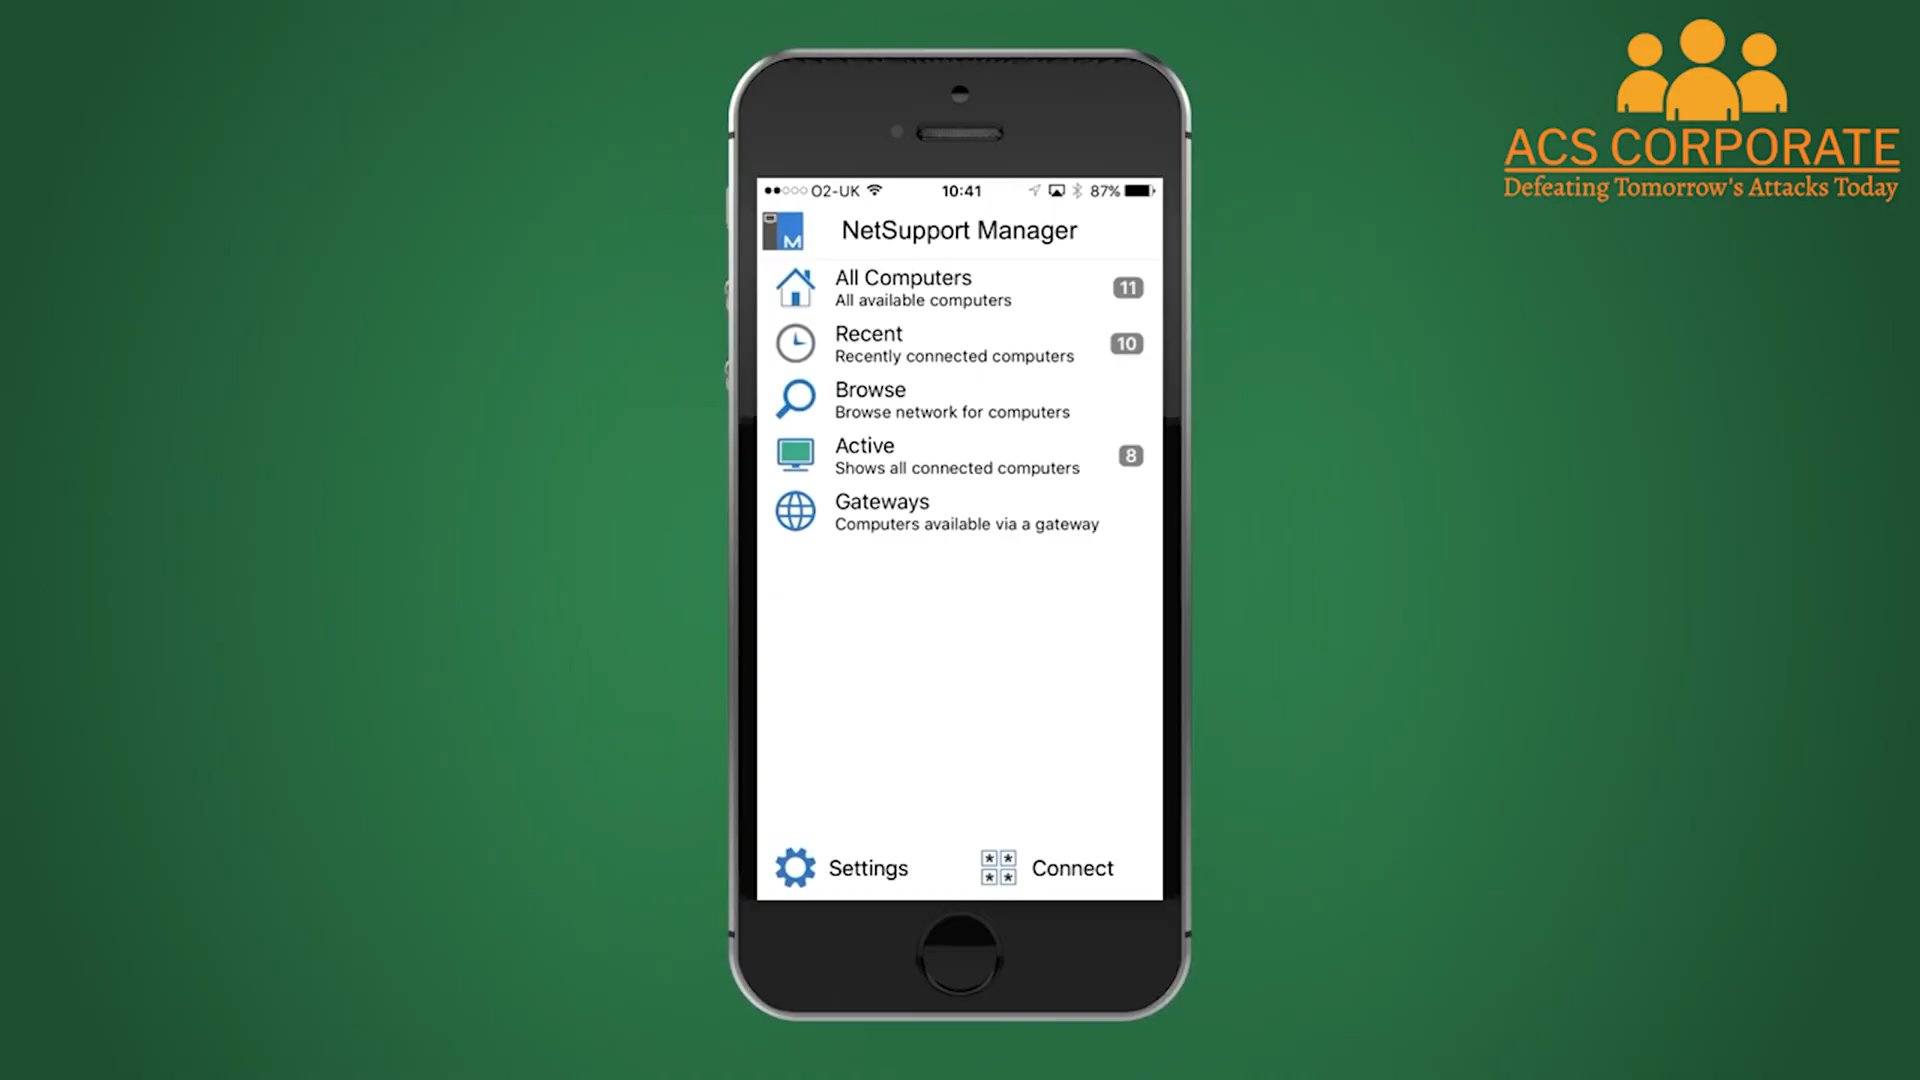 ACS CORPORATE
Defeating Tomorrow's Attacks Today
O2-UK 10:41 87%
M
NetSupport Manager
All Computers
All available computers
11
Recent
Recently connected computers
10
Browse
Browse network for computers
Active
Shows all connected computers
8
Gateways
Computers available via a gateway
Settings
Connect